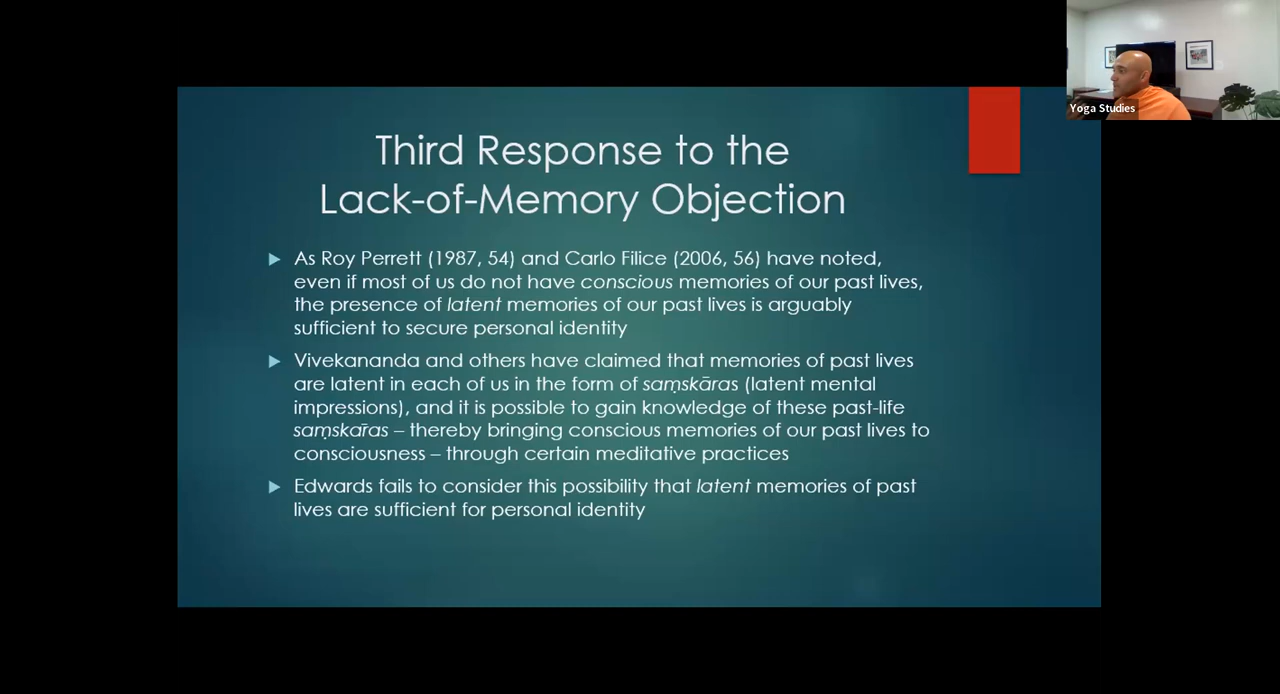 Yoga Studies
Third Response to the
Lack-of-Memory Objection
As Roy Perrett (1987, 54) and Carlo Filice (2006, 56) have noted,
even if most of us do not have conscious memories of our past lives,
the presence of latent memories of our past lives is arguably
sufficient to secure personal identity
Vivekananda and others have claimed that memories of past lives
are latent in each of us in the form of saṃskāras (latent mental
impressions), and it is possible to gain knowledge of these past-life
saṃskaras – thereby bringing conscious memories of our past lives to
consciousness – through certain meditative practices
Edwards fails to consider this possibility that latent memories of past
lives are sufficient for personal identity